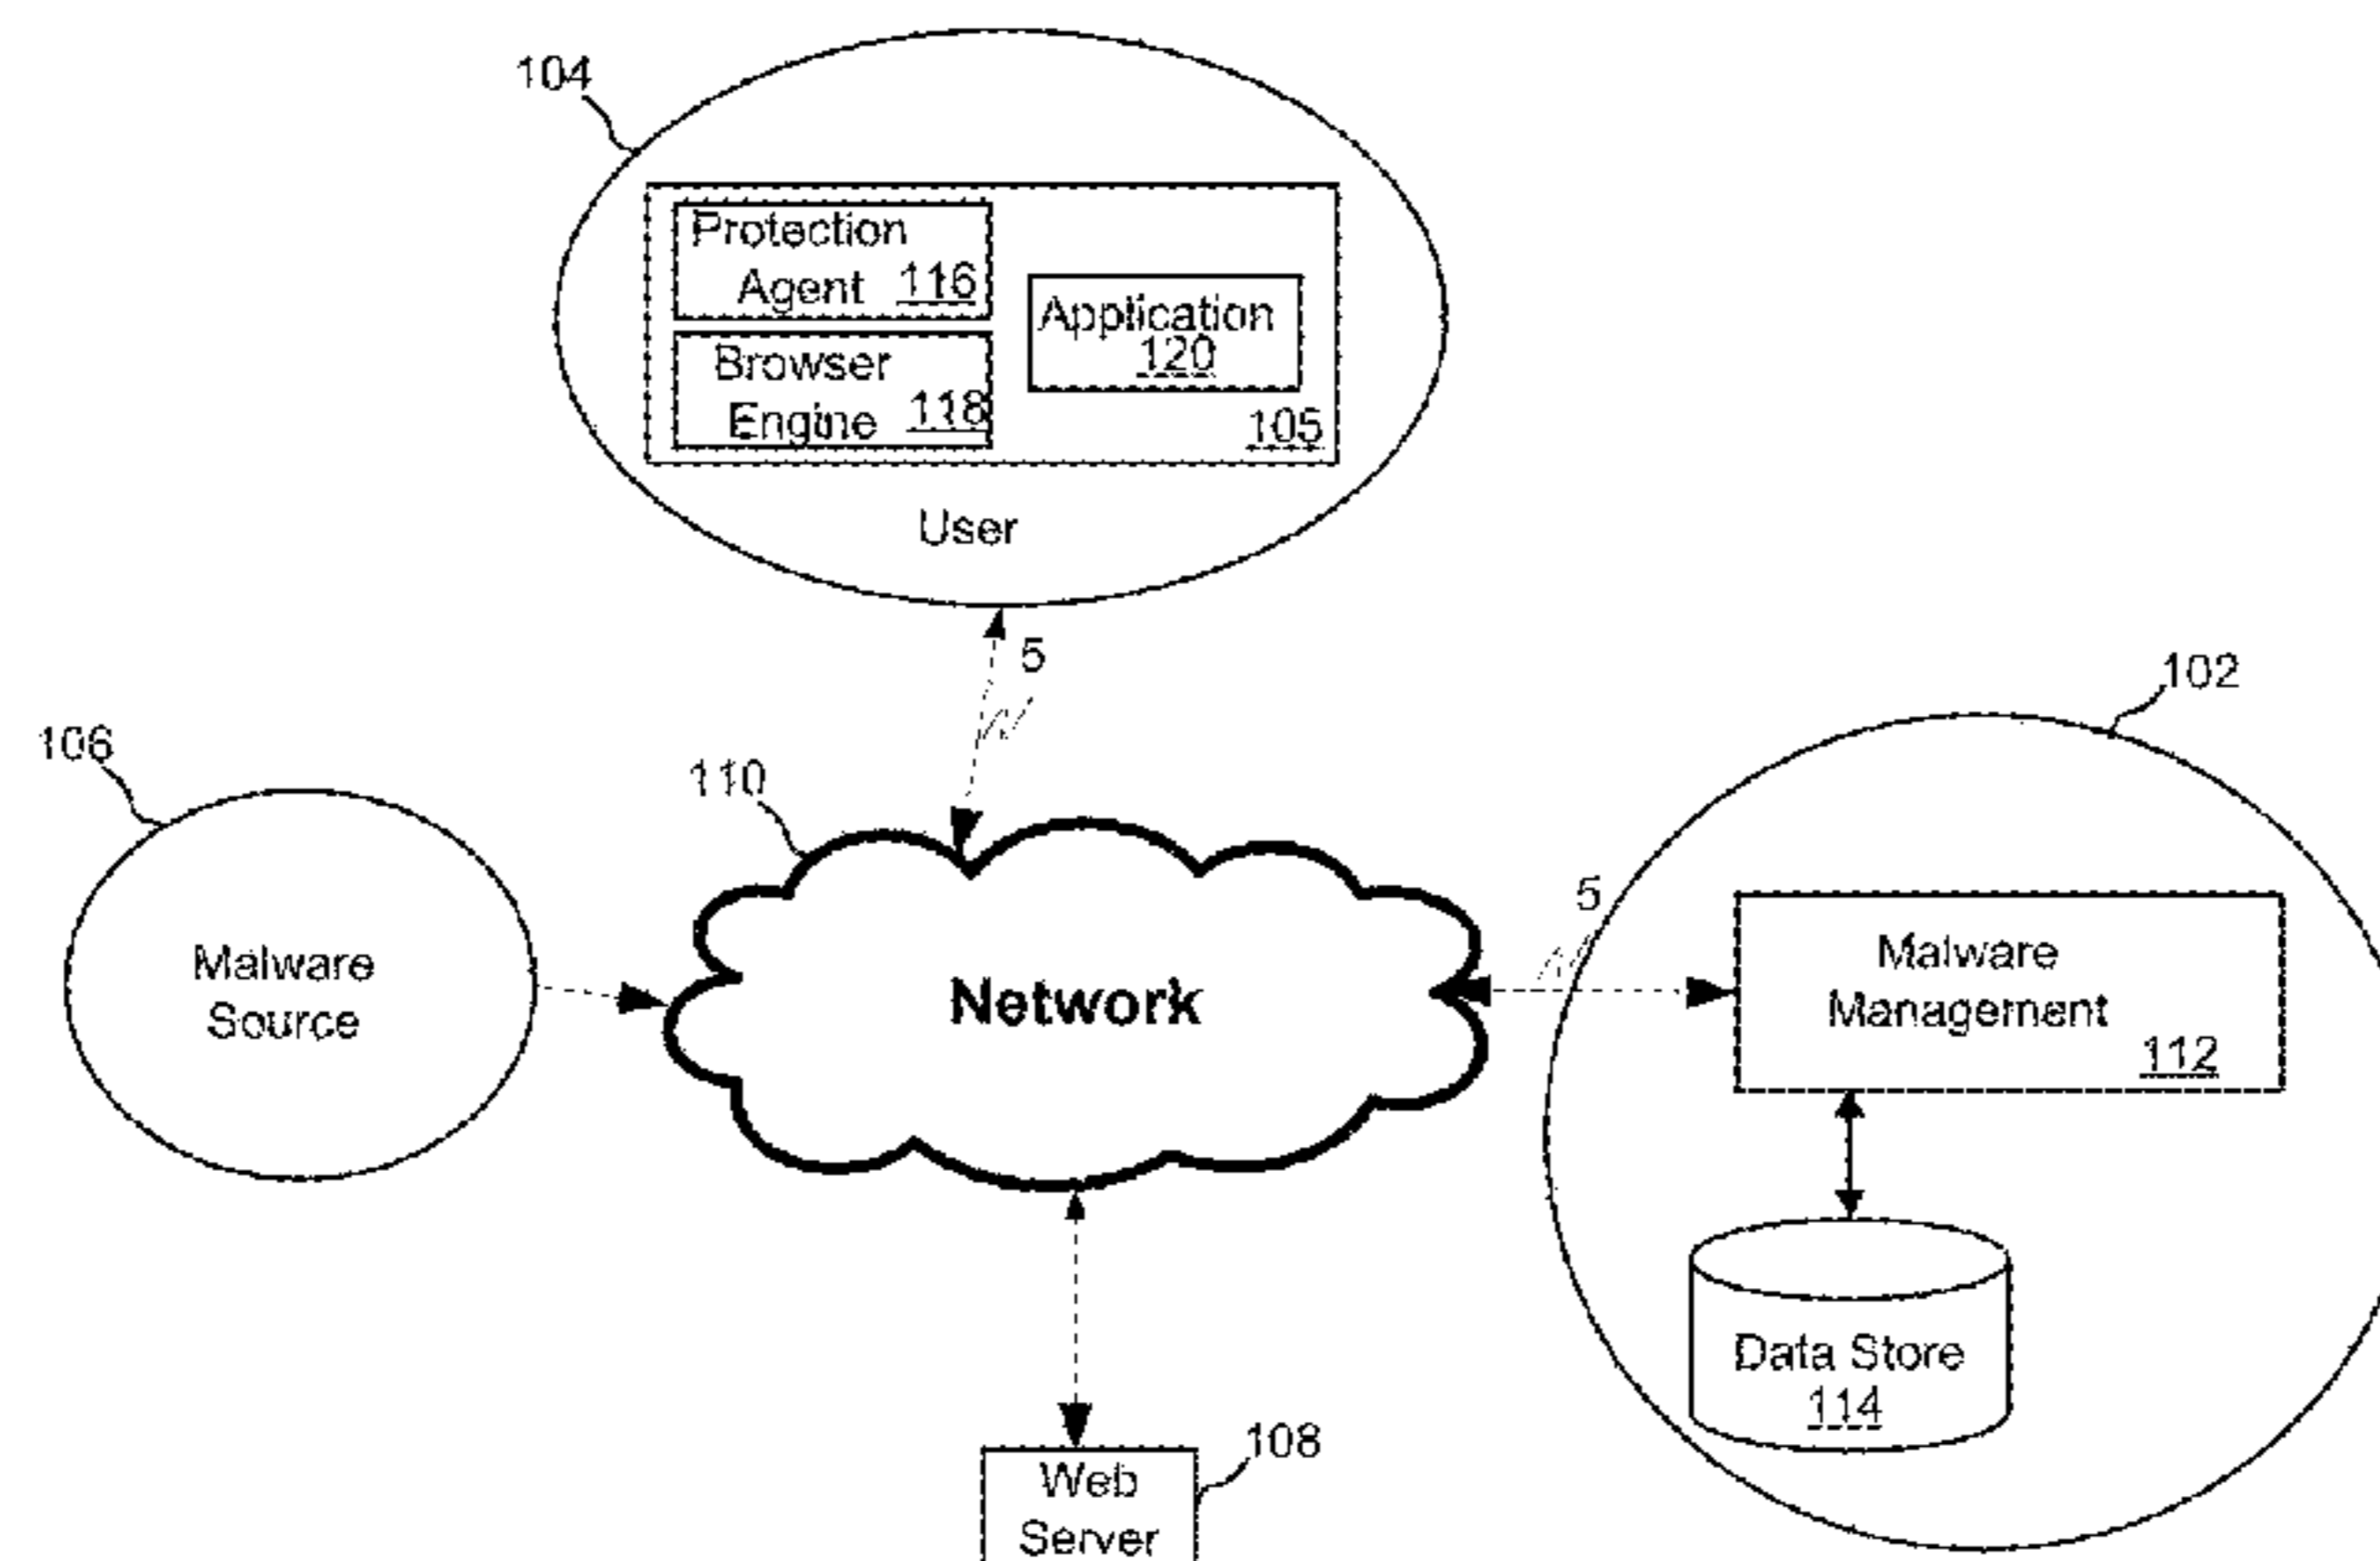 104
Protection
Agent 116
Application
120
Browser
Engine 118
105
User
5
102
106
110
5
Malware
Source
Network
Malware
Management
112
Data Store
114
108
Web
Server